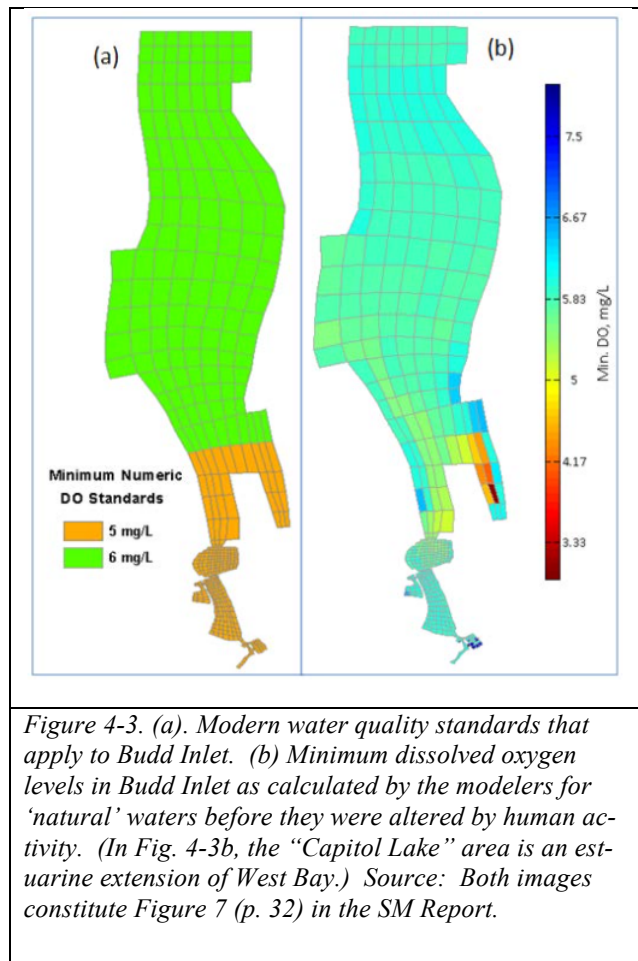 (a)
(b)
7.5
6.67
5.83
5
4.17
3.33
Min. DO, mg/L
Minimum Numeric
DO Standards
5 mg/L
6 mg/L
Figure 4-3. (a). Modern water quality standards that
apply to Budd Inlet. (b) Minimum dissolved oxygen
levels in Budd Inlet as calculated by the modelers for
‘natural’ waters before they were altered by human ac-
tivity. (In Fig. 4-3b, the “Capitol Lake” area is an est-
uarine extension of West Bay.) Source: Both images
constitute Figure 7 (p. 32) in the SM Report.